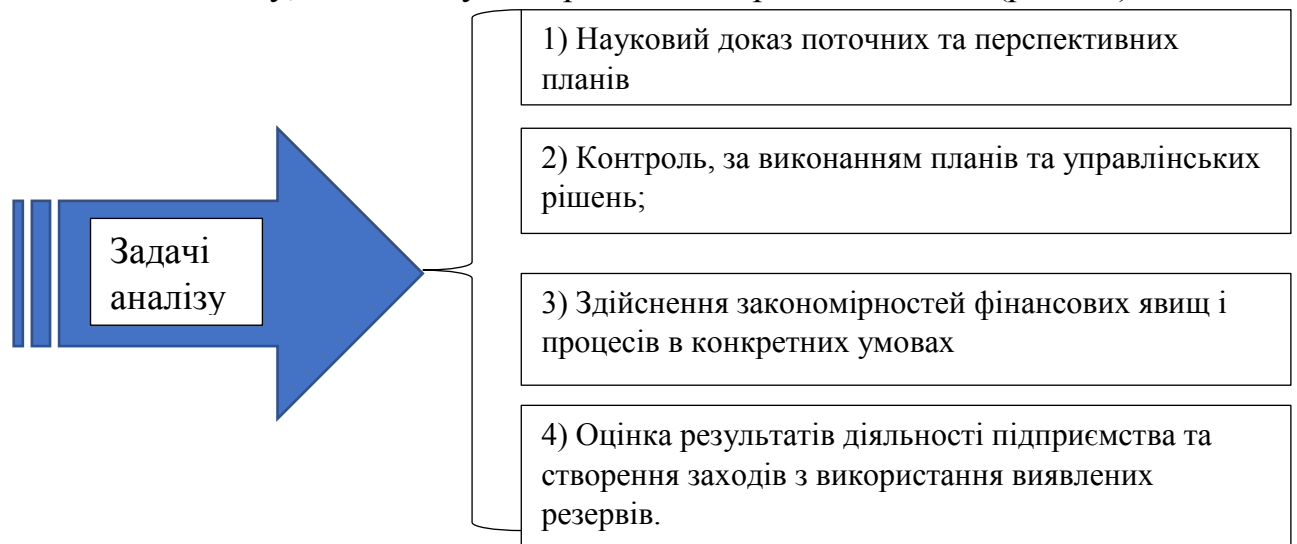 1) Науковий доказ поточних та перспективних
планів
2) Контроль, за виконанням планів та управлінських
рішень;
Задачі
аналізу
3) Здійснення закономірностей фінансових явищ і
процесів в конкретних умовах
4) Оцінка результатів діяльності підприємства та
створення заходів з використання виявлених
резервів.